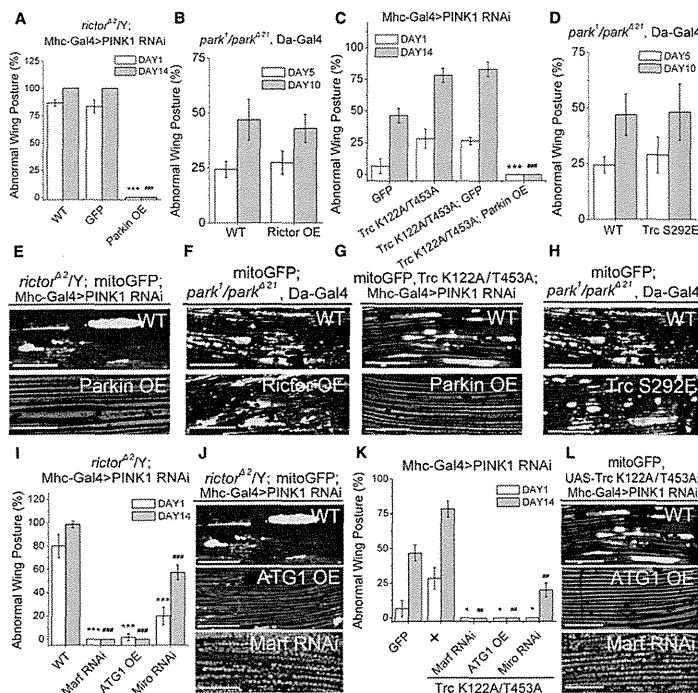 A
rictorΔ2/Y;
Mhc-Gal4>PINK1 RNAi
Abnormal Wing Posture (%)
125
100
75
50
25
0
DAY1
DAY14
***
###
WT
GFP
Parkin OE
B
park1/parkΔ21, Da-Gal4
Abnormal Wing Posture (%)
75
50
25
0
DAY5
DAY10
WT
Rictor OE
C
Mhc-Gal4>PINK1 RNAi
Abnormal Wing Posture (%)
75
50
25
0
DAY1
DAY14
***
###
GFP
Trc K122A/T453A
Trc K122A/T453A; GFP
Trc K122A/T453A; Parkin OE
D
park1/parkΔ21, Da-Gal4
Abnormal Wing Posture (%)
75
50
25
0
DAY5
DAY10
WT
Trc S292E
E
rictorΔ2/Y; mitoGFP;
Mhc-Gal4>PINK1 RNAi
WT
Parkin OE
F
mitoGFP;
park1/parkΔ21, Da-Gal4
WT
Rictor OE
G
mitoGFP,Trc K122A/T453A;
Mhc-Gal4>PINK1 RNAi
WT
Parkin OE
H
mitoGFP;
park1/parkΔ21, Da-Gal4
WT
Trc S292E
I
rictorΔ2/Y;
Mhc-Gal4>PINK1 RNAi
Abnormal Wing Posture (%)
120
100
80
60
40
20
0
DAY1
DAY14
***
###
***
###
***
###
WT
Marf RNAi
ATG1 OE
Miro RNAi
J
rictorΔ2/Y; mitoGFP;
Mhc-Gal4>PINK1 RNAi
WT
ATG1 OE
Marf RNAi
K
Mhc-Gal4>PINK1 RNAi
Abnormal Wing Posture (%)
100
75
50
25
0
DAY1
DAY14
*
##
*
##
*
##
GFP
+
Marf RNAi
ATG1 OE
Miro RNAi
Trc K122A/T453A
L
mitoGFP,
UAS-Trc K122A/T453A;
Mhc-Gal4>PINK1 RNAi
WT
ATG1 OE
Marf RNAi